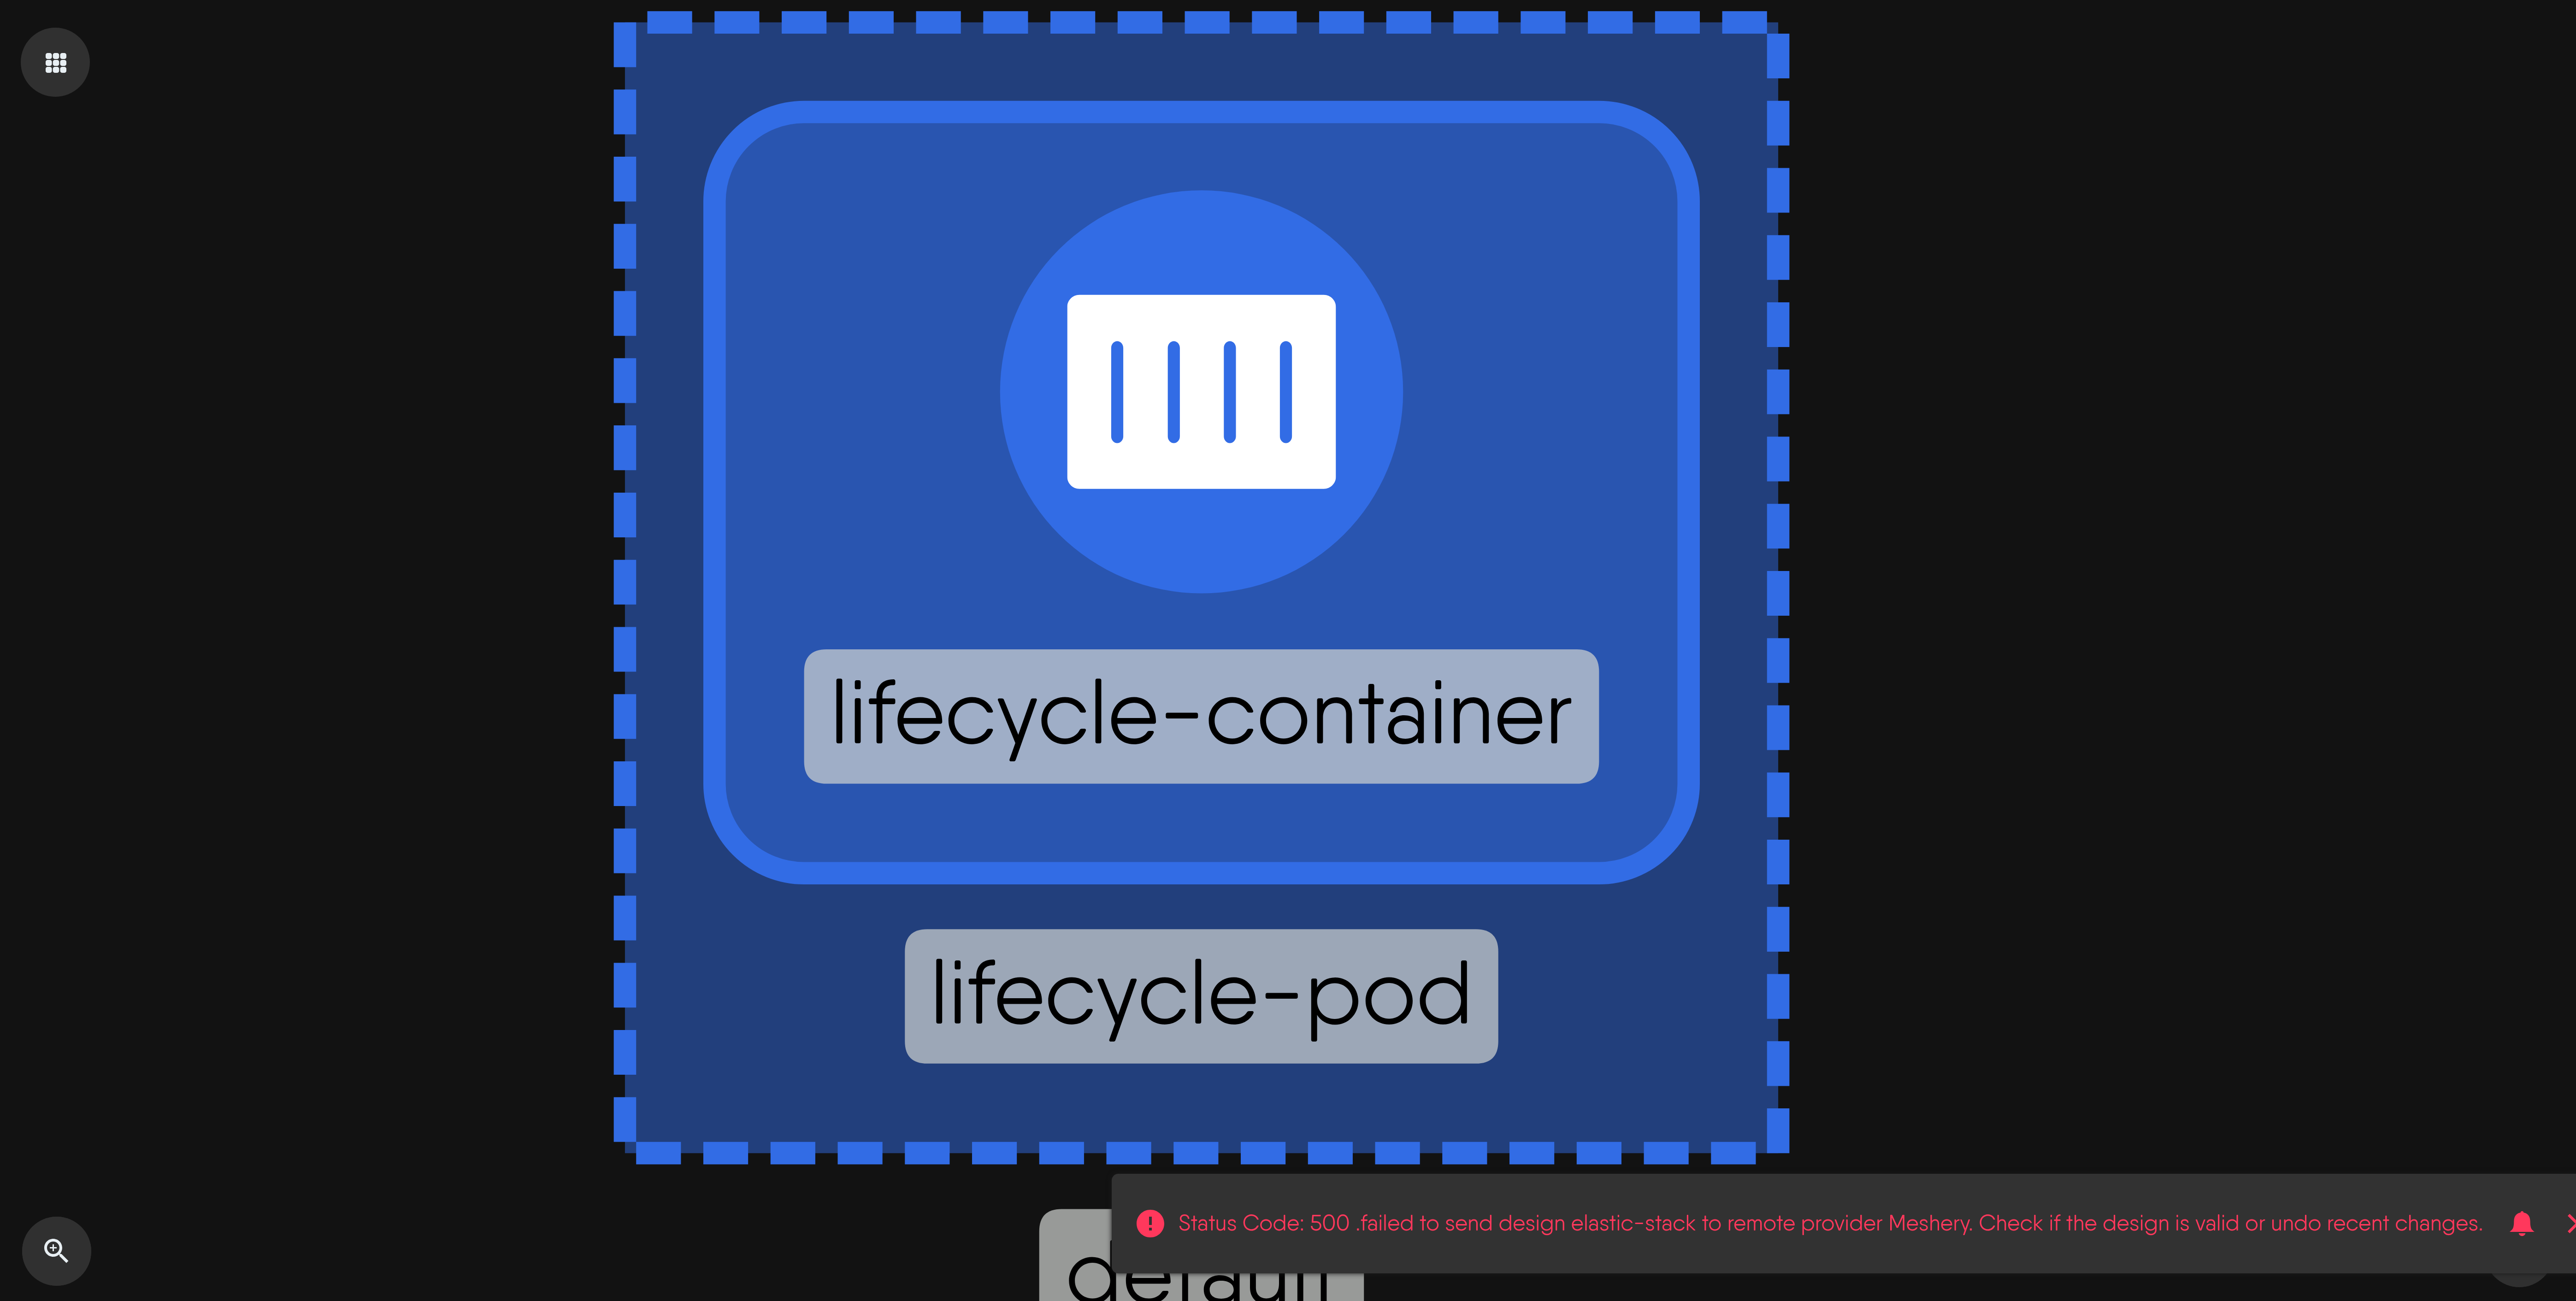 lifecycle-container
lifecycle-pod
Status Code: 500 .failed to send design elastic-stack to remote provider Meshery. Check if the design is valid or undo recent changes.
default